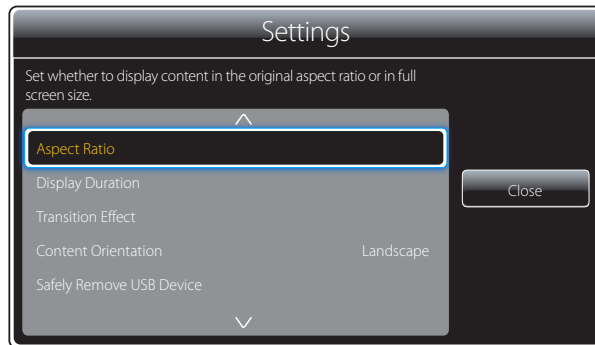 Settings
Set whether to display content in the original aspect ratio or in full
screen size.
Aspect Ratio
Display Duration
Close
Transition Effect
Content Orientation Landscape
Safely Remove USB Device